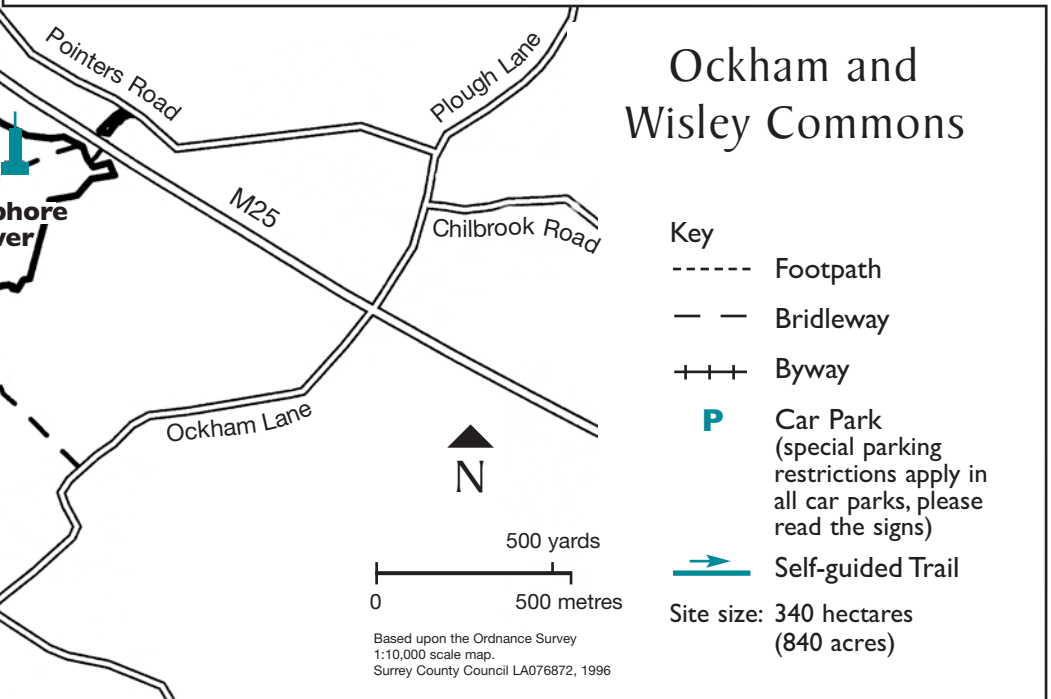 Ockham and
Wisley Commons
Pointers Road
Plough Lane
M25
Chilbrook Road
phore
ver
Ockham Lane
N
500 yards
0 500 metres
Based upon the Ordnance Survey
1:10,000 scale map.
Surrey County Council LA076872, 1996
Key
Footpath
Bridleway
Byway
P Car Park
(special parking
restrictions apply in
all car parks, please
read the signs)
Self-guided Trail
Site size: 340 hectares
(840 acres)